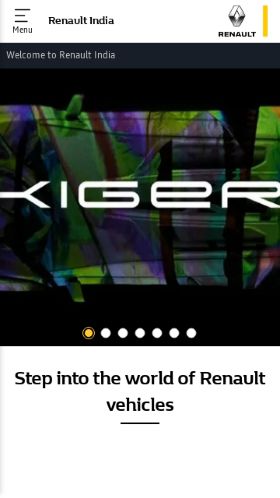 Menu
Renault India
RENAULT
Welcome to Renault India
KIGER
Step into the world of Renault
vehicles